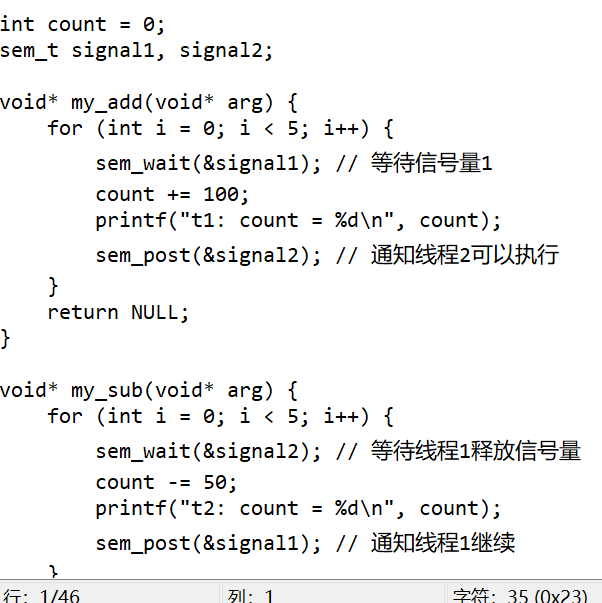 int count = 0;
sem_t signal1, signal2;

void* my_add(void* arg) {
    for (int i = 0; i < 5; i++) {
        sem_wait(&signal1); // 等待信号量1
        count += 100;
        printf("t1: count = %d\n", count);
        sem_post(&signal2); // 通知线程2可以执行
    }
    return NULL;
}

void* my_sub(void* arg) {
    for (int i = 0; i < 5; i++) {
        sem_wait(&signal2); // 等待线程1释放信号量
        count -= 50;
        printf("t2: count = %d\n", count);
        sem_post(&signal1); // 通知线程1继续
    }
行: 1/46 列: 1 字符: 35 (0x23)